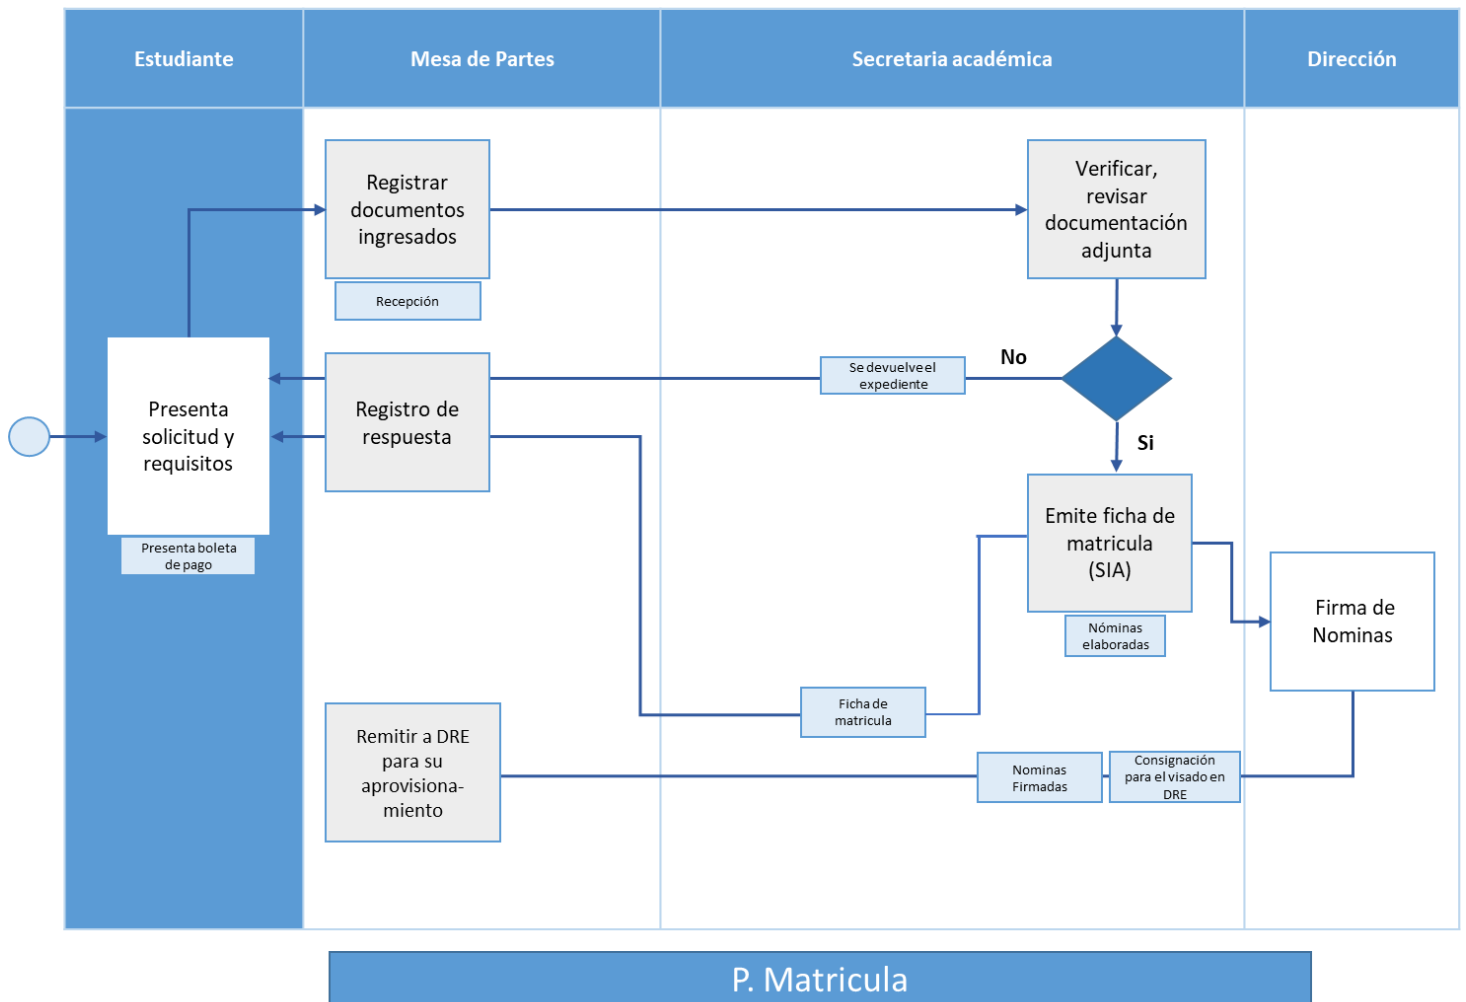 Estudiante
Mesa de Partes
Secretaria académica
Dirección
Registrar
documentos
ingresados
Recepción
Verificar,
revisar
documentación
adjunta
No
Se devuelve el
expediente
Registro de
respuesta
Presenta
solicitud y
requisitos
Presenta boleta
de pago
Si
Emite ficha de
matricula
(SIA)
Nóminas
elaboradas
Firma de
Nominas
Ficha de
matricula
Remitir a DRE
para su
aprovisiona-
miento
Nominas
Firmadas
Consignación
para el visado en
DRE
P. Matricula